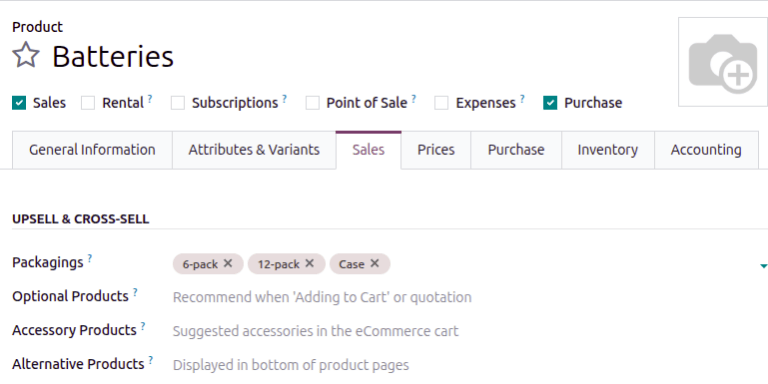 Product
Batteries
Sales Rental ? Subscriptions ? Point of Sale ? Expenses ? Purchase
General Information Attributes & Variants Sales Prices Purchase Inventory Accounting
UPSELL & CROSS-SELL
Packagings ? 6-pack × 12-pack × Case ×
Optional Products ? Recommend when 'Adding to Cart' or quotation
Accessory Products ? Suggested accessories in the eCommerce cart
Alternative Products ? Displayed in bottom of product pages